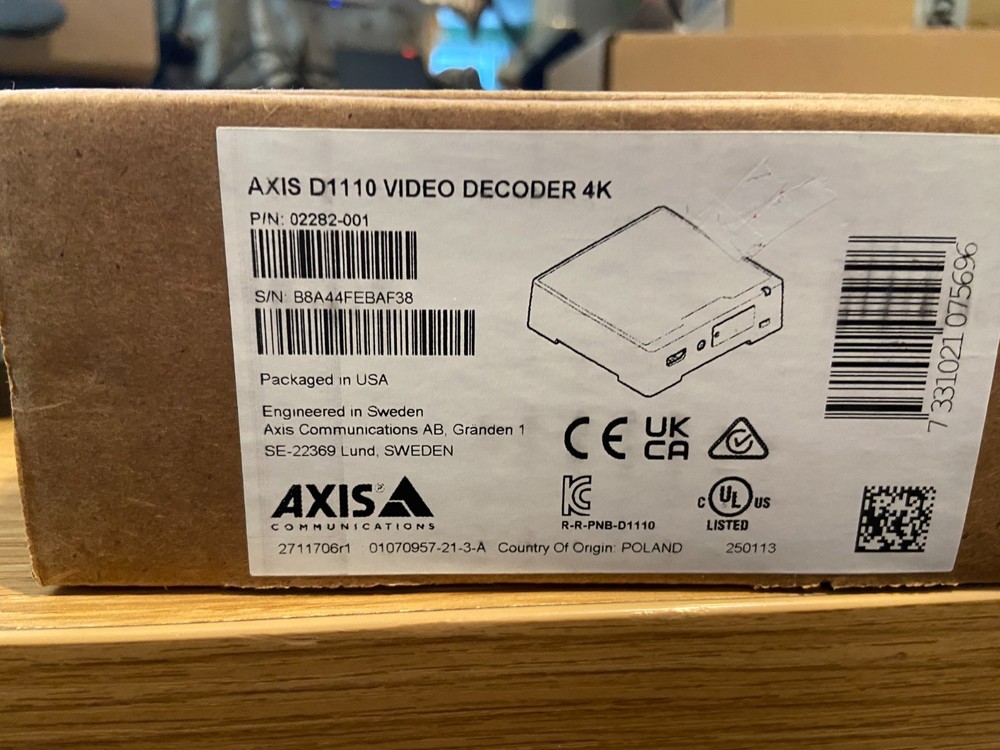 AXIS D1110 VIDEO DECODER 4K
P/N: 02282-001
S/N: B8A44FEBAF38
Packaged in USA
Engineered in Sweden
Axis Communications AB, Gränden 1
SE-22369 Lund, SWEDEN
AXIS®
COMMUNICATIONS
2711706r1 01070957-21-3-A Country Of Origin: POLAND 250113
CE UK CA
KC
R-R-PNB-D1110
C UL US
LISTED
7 331021 075696